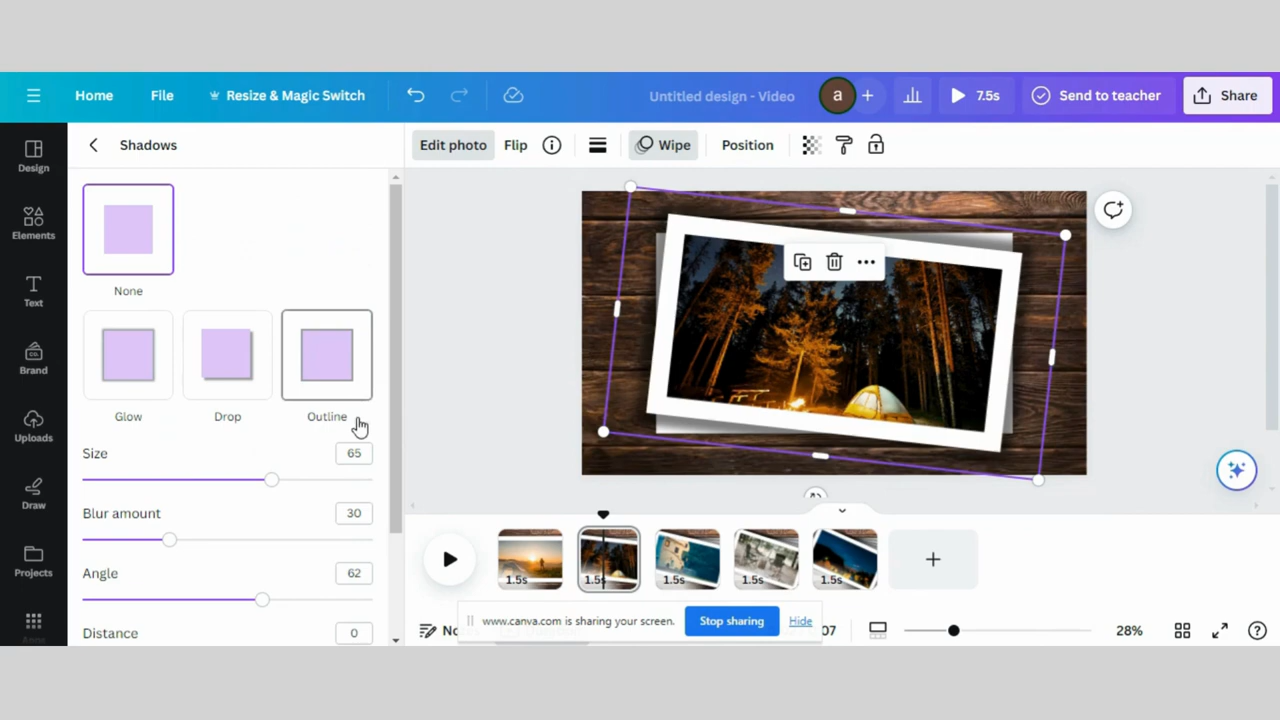 Home File Resize & Magic Switch Untitled design - Video a 7.5s Send to teacher Share
Design
Elements
Text
Brand
Uploads
Draw
Projects
Shadows
None
Glow Drop Outline
Size 65
Blur amount 30
Angle 62
Distance 0
Edit photo Flip Wipe Position
1.5s 1.5s 1.5s 1.5s 1.5s
www.canva.com is sharing your screen. Stop sharing Hide
28%